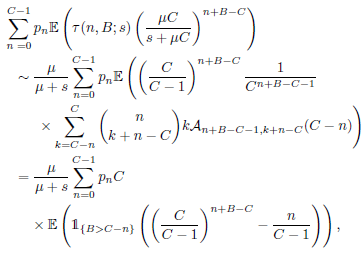 \sum_{n=0}^{C-1} p_n \mathbb{E} \left( \tau(n, B; s) \left( \frac{\mu C}{s + \mu C} \right)^{n+B-C} \right)
\sim \frac{\mu}{\mu + s} \sum_{n=0}^{C-1} p_n \mathbb{E} \left( \left( \frac{C}{C-1} \right)^{n+B-C} \frac{1}{C^{n+B-C-1}}
\times \sum_{k=C-n}^{C} \binom{n}{k+n-C} k \mathcal{A}_{n+B-C-1,k+n-C}(C-n) \right)
= \frac{\mu}{\mu + s} \sum_{n=0}^{C-1} p_n C
\times \mathbb{E} \left( \mathbb{1}_{\{B>C-n\}} \left( \left( \frac{C}{C-1} \right)^{n+B-C} - \frac{n}{C-1} \right) \right),